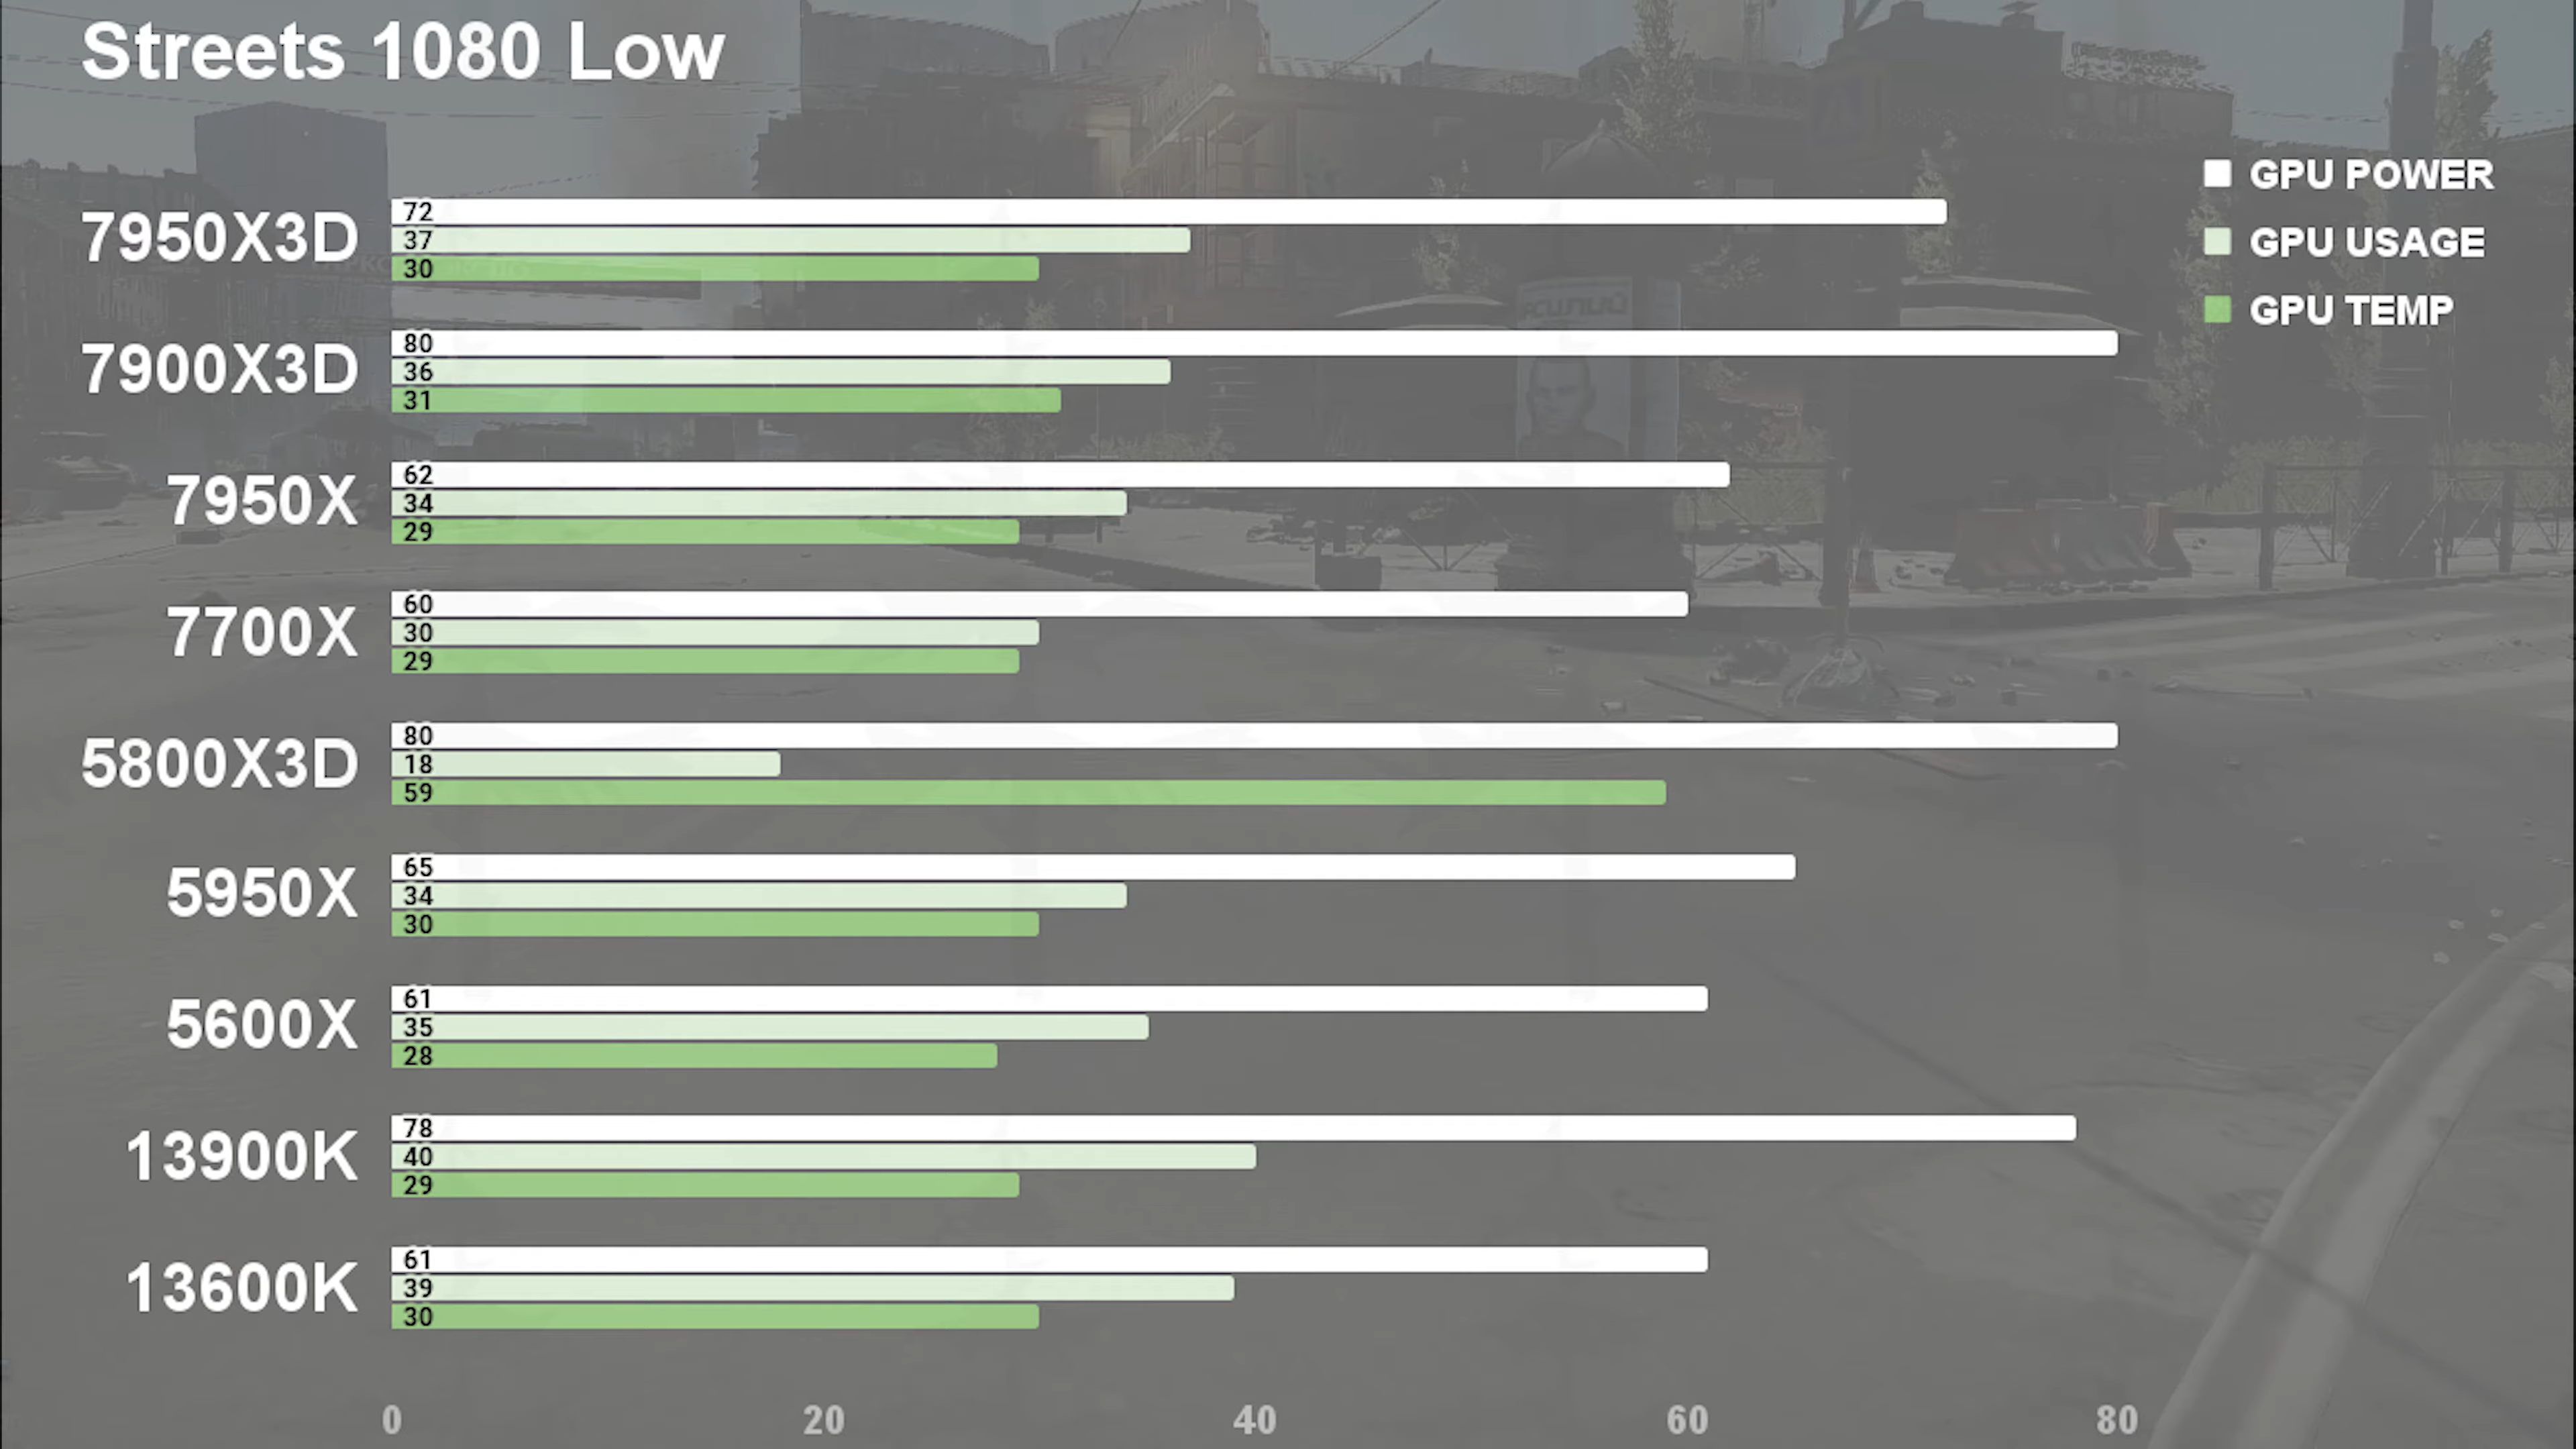 Streets 1080 Low
GPU POWER
GPU USAGE
GPU TEMP
7950X3D
72
37
30
7900X3D
80
36
31
7950X
62
34
29
7700X
60
30
29
5800X3D
80
18
59
5950X
65
34
30
5600X
61
35
28
13900K
78
40
29
13600K
61
39
30
0 20 40 60 80